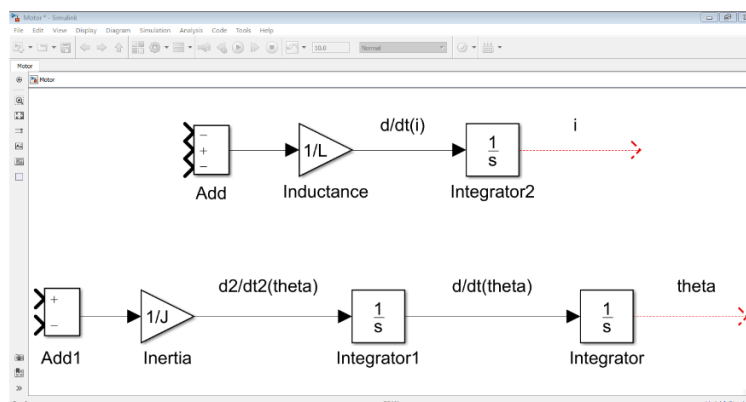 Motor * - Simulink
File Edit View Display Diagram Simulation Analysis Code Tools Help
10.0 Normal
Motor
Motor
d/dt(i) i
−
+
−
1/L
1
s
Add Inductance Integrator2
d2/dt2(theta) d/dt(theta) theta
+
−
1/J
1
s
1
s
Add1 Inertia Integrator1 Integrator